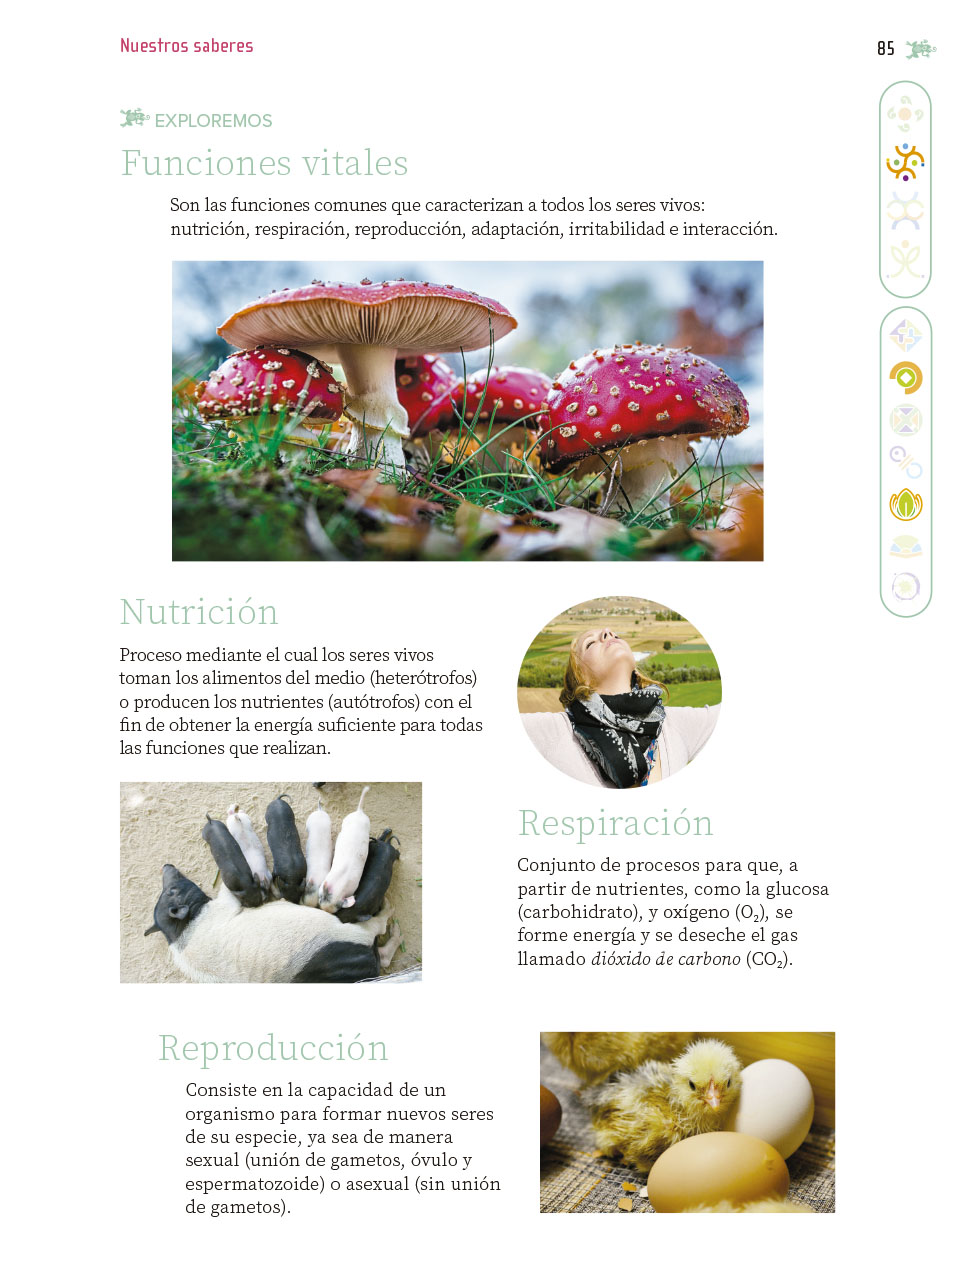 Nuestros saberes
85
EXPLOREMOS
Funciones vitales
Son las funciones comunes que caracterizan a todos los seres vivos:
nutrición, respiración, reproducción, adaptación, irritabilidad e interacción.
Nutrición
Proceso mediante el cual los seres vivos
toman los alimentos del medio (heterótrofos)
o producen los nutrientes (autótrofos) con el
fin de obtener la energía suficiente para todas
las funciones que realizan.
Respiración
Conjunto de procesos para que, a
partir de nutrientes, como la glucosa
(carbohidrato), y oxígeno (O₂), se
forme energía y se deseche el gas
llamado dióxido de carbono (CO₂).
Reproducción
Consiste en la capacidad de un
organismo para formar nuevos seres
de su especie, ya sea de manera
sexual (unión de gametos, óvulo y
espermatozoide) o asexual (sin unión
de gametos).